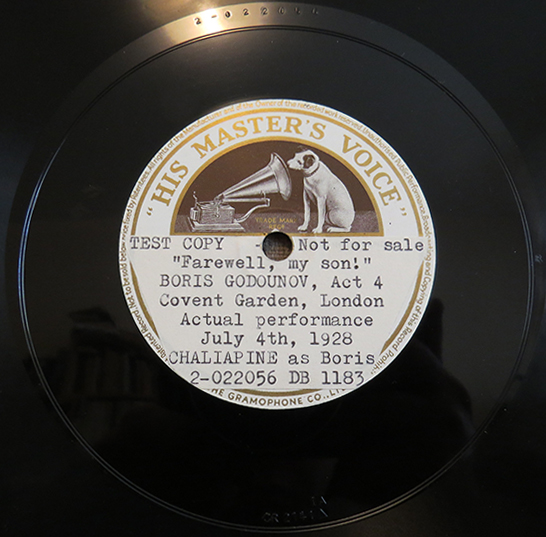 "HIS MASTER'S VOICE"
TRADE MARK
TEST COPY - Not for sale
"Farewell, my son!"
BORIS GODOUNOV, Act 4
Covent Garden, London
Actual performance
July 4th, 1928
CHALIAPINE as Boris
2-022056 DB 1183
THE GRAMOPHONE CO., LT